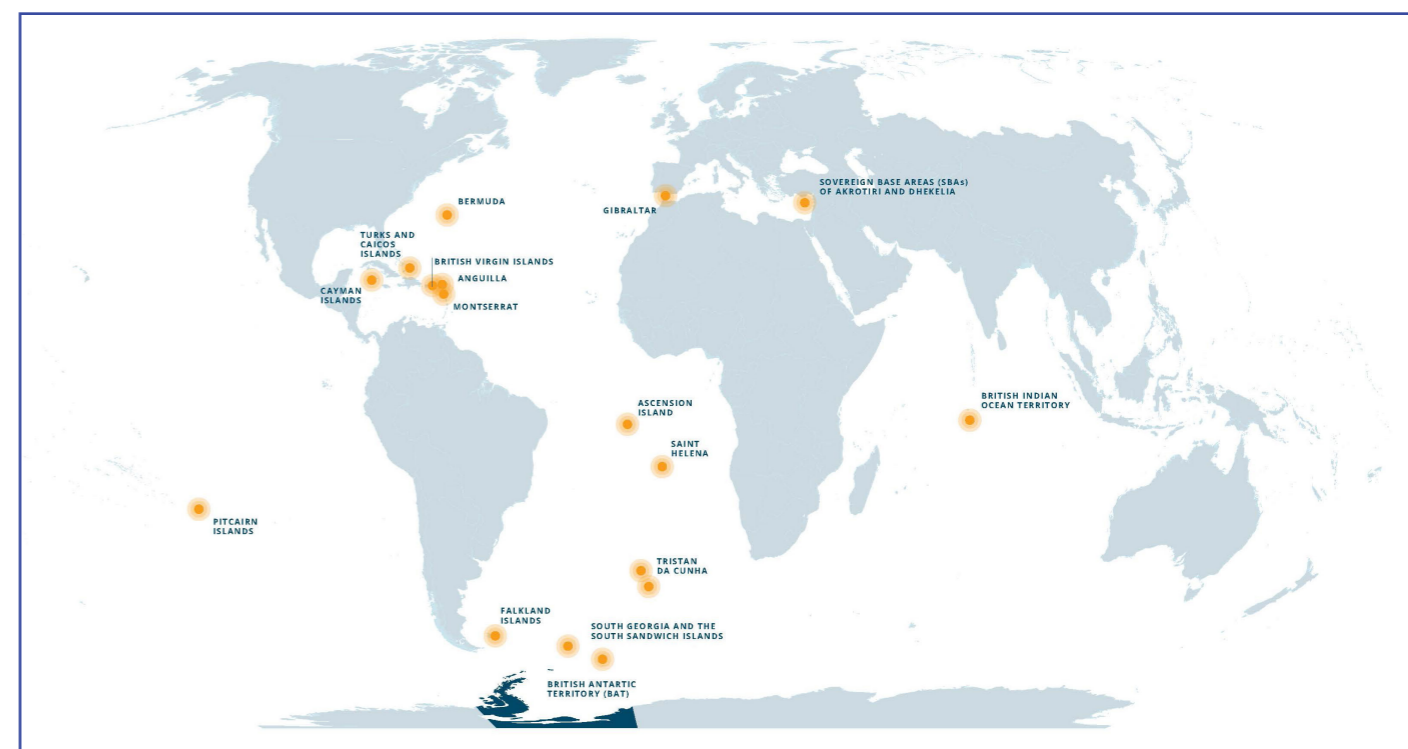 BERMUDA
SOVEREIGN BASE AREAS (SBAs)
OF AKROTIRI AND DHEKELIA
GIBRALTAR
TURKS AND
CAICOS
ISLANDS
BRITISH VIRGIN ISLANDS
ANGUILLA
CAYMAN
ISLANDS
MONTSERRAT
ASCENSION
ISLAND
BRITISH INDIAN
OCEAN TERRITORY
SAINT
HELENA
PITCAIRN
ISLANDS
TRISTAN
DA CUNHA
FALKLAND
ISLANDS
SOUTH GEORGIA AND THE
SOUTH SANDWICH ISLANDS
BRITISH ANTARTIC
TERRITORY (BAT)